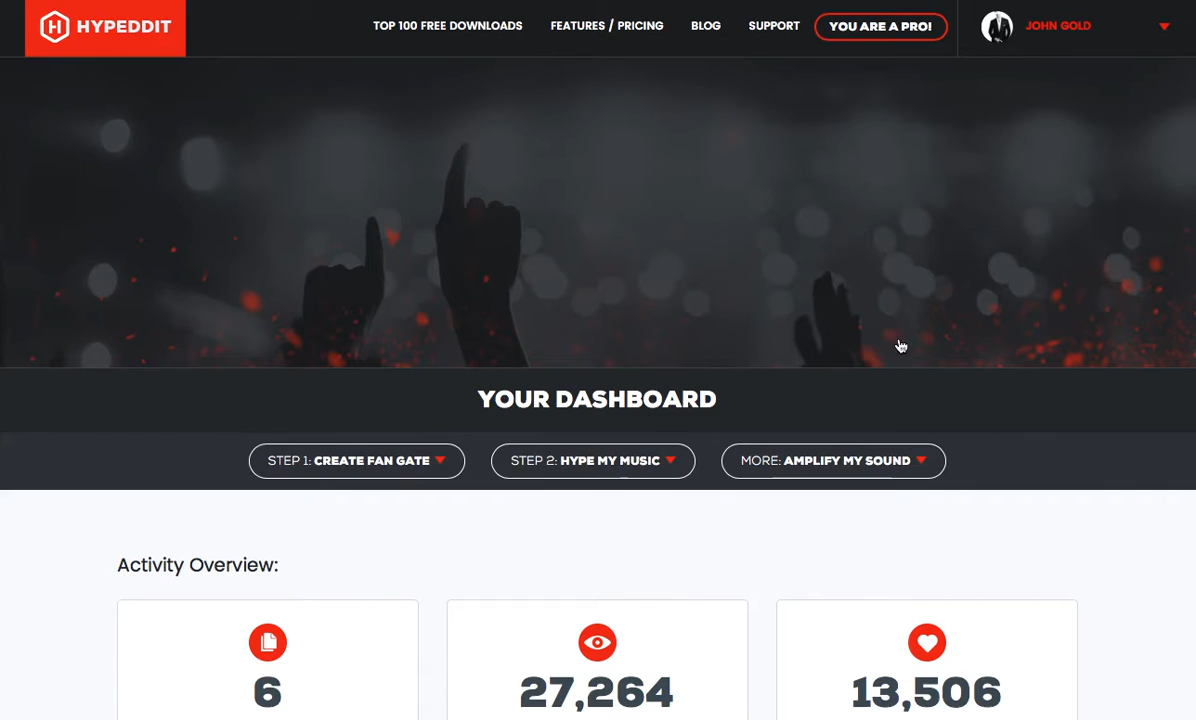 HYPEDDIT
TOP 100 FREE DOWNLOADS
FEATURES / PRICING
BLOG
SUPPORT
YOU ARE A PRO!
JOHN GOLD
YOUR DASHBOARD
STEP 1: CREATE FAN GATE
STEP 2: HYPE MY MUSIC
MORE: AMPLIFY MY SOUND
Activity Overview:
6
27,264
13,506